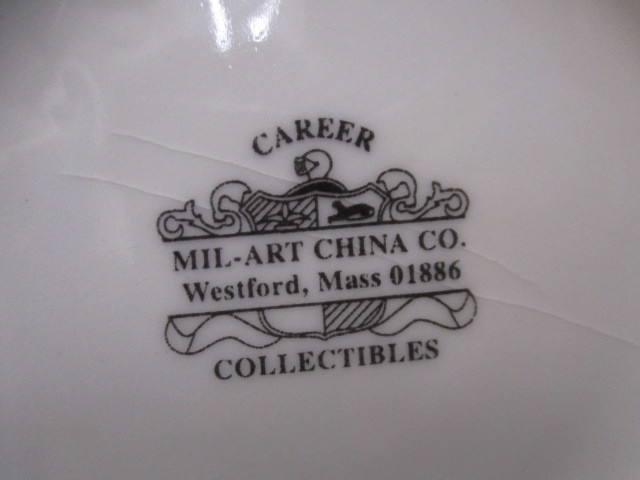 CAREER
MIL-ART CHINA CO.
Westford, Mass 01886
COLLECTIBLES